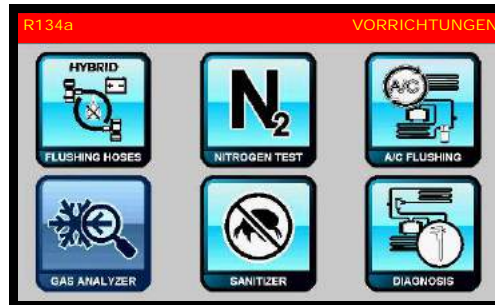 R134a VORRICHTUNGEN
HYBRID
FLUSHING HOSES
N2
NITROGEN TEST
A/C
A/C FLUSHING
GAS ANALYZER
SANITIZER
DIAGNOSIS